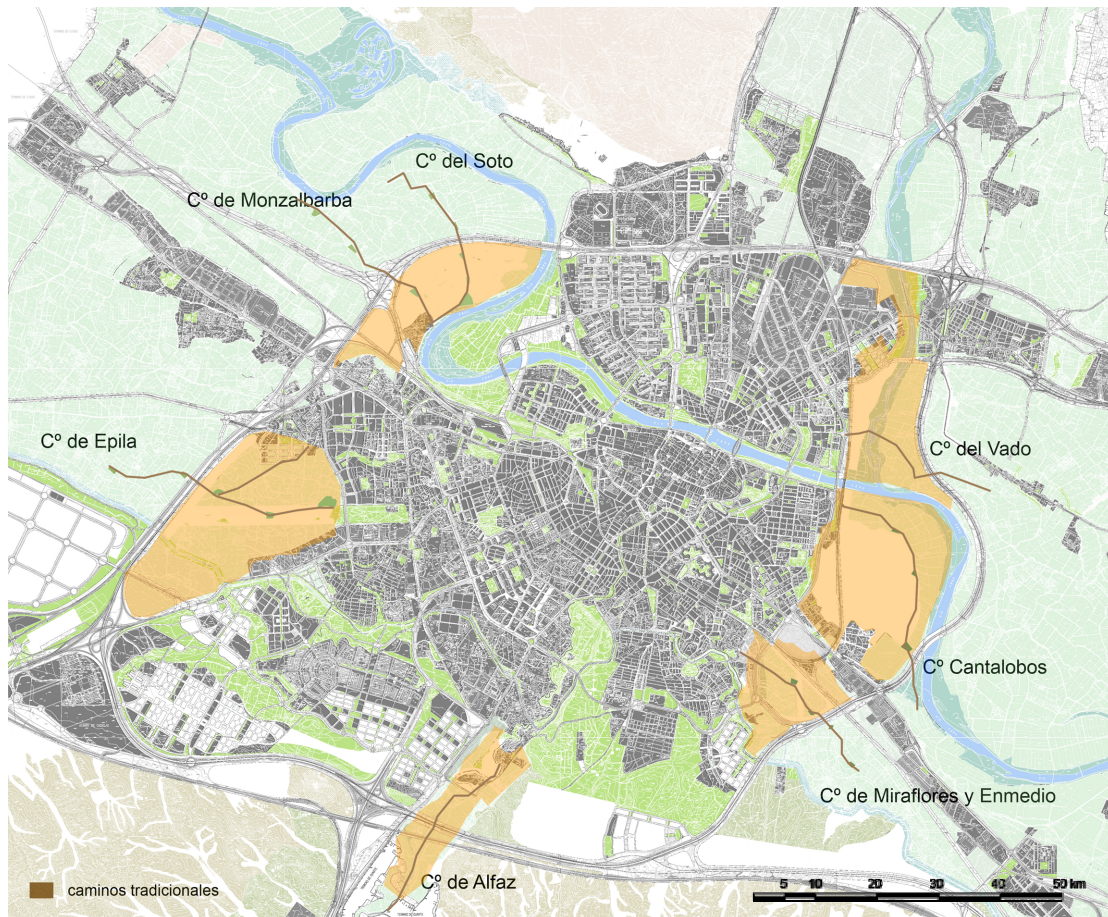 Cº del Soto
Cº de Monzalbarba
Cº de Epila
Cº del Vado
Cº Cantalobos
Cº de Miraflores y Enmedio
Cº de Alfaz
caminos tradicionales
5 10 20 30 40 50 km